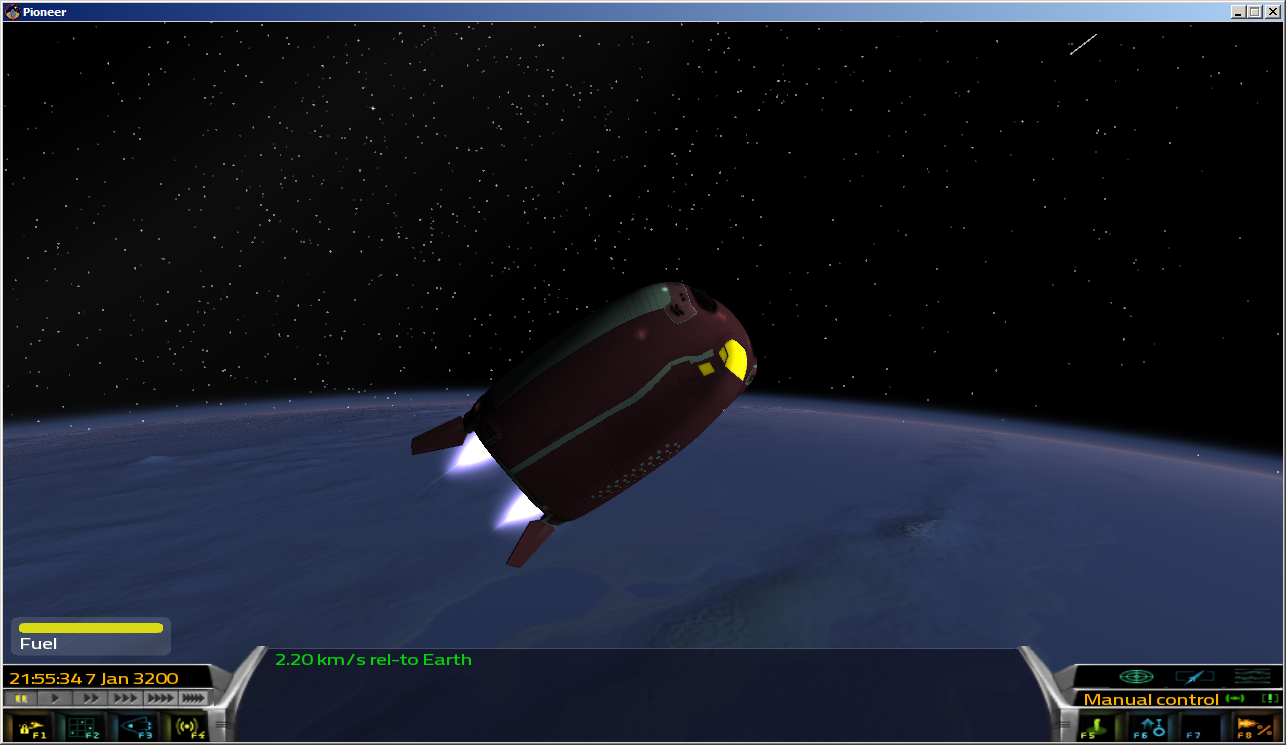 Pioneer
Fuel
2.20 km/s rel-to Earth
21:55:34 7 Jan 3200
Manual control
F1 F2 F3 F4
F5 F6 F7 F8